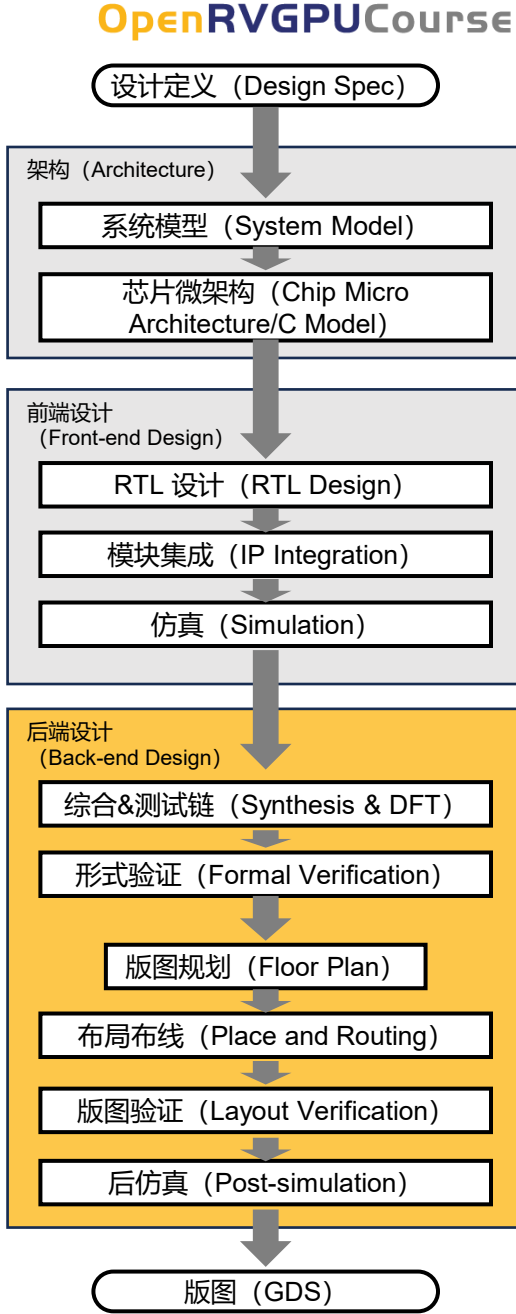 OpenRVGPUCourse
设计定义（Design Spec）
架构（Architecture）
系统模型（System Model）
芯片微架构（Chip Micro
Architecture/C Model）
前端设计
（Front-end Design）
RTL 设计（RTL Design）
模块集成（IP Integration）
仿真（Simulation）
后端设计
（Back-end Design）
综合&测试链（Synthesis & DFT）
形式验证（Formal Verification）
版图规划（Floor Plan）
布局布线（Place and Routing）
版图验证（Layout Verification）
后仿真（Post-simulation）
版图（GDS）